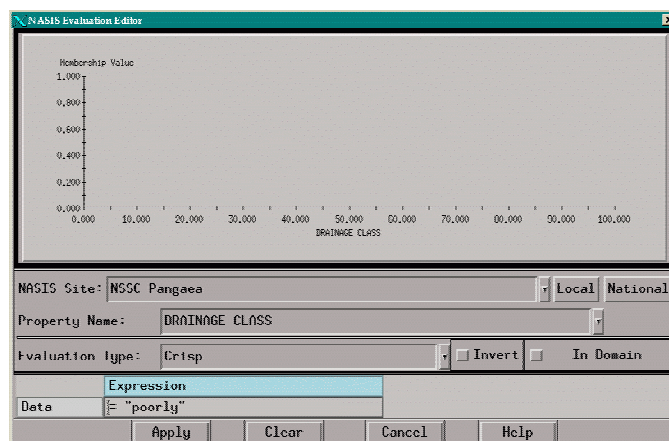 NASIS Evaluation Editor
Membership Value
1.000
0.800
0.600
0.400
0.200
0.000
0.000 10.000 20.000 30.000 40.000 50.000 60.000 70.000 80.000 90.000 100.000
DRAINAGE CLASS
NASIS Site: NSSC Pangaea Local National
Property Name: DRAINAGE CLASS
Evaluation Type: Crisp Invert In Domain
Expression
Data = "poorly"
Apply Clear Cancel Help